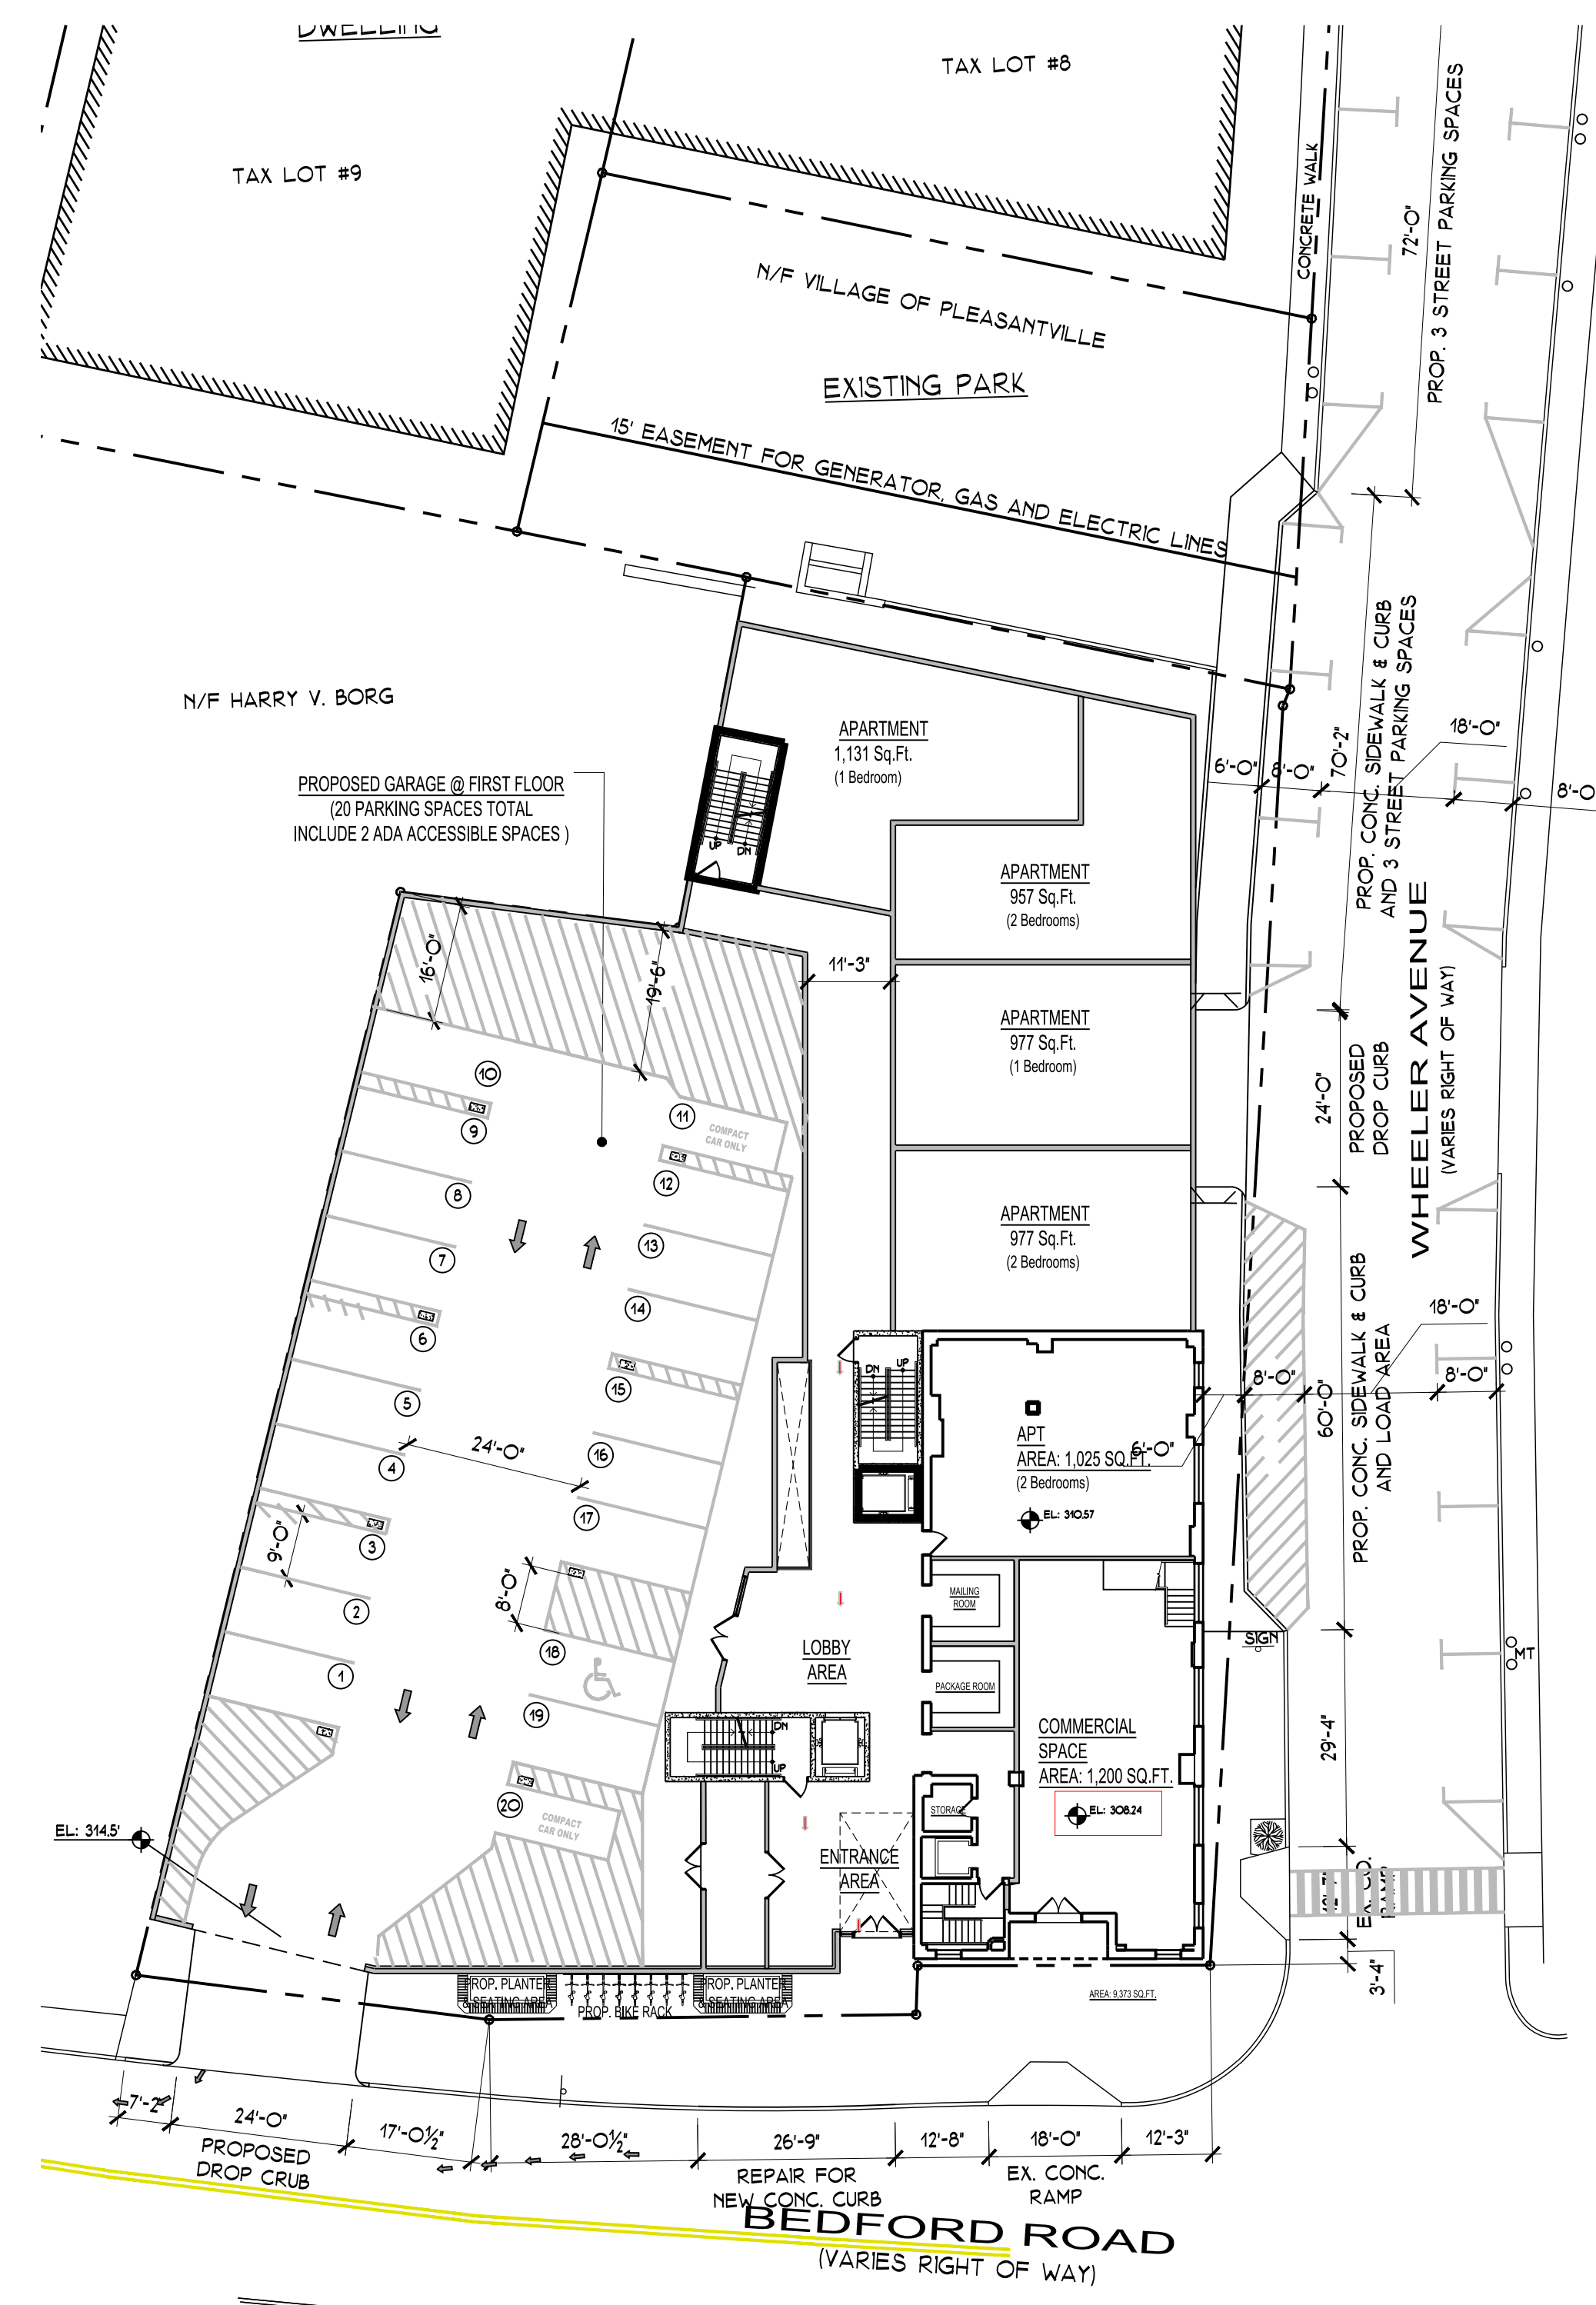 DWELLING
TAX LOT #8
TAX LOT #9
N/F VILLAGE OF PLEASANTVILLE
EXISTING PARK
15' EASEMENT FOR GENERATOR, GAS AND ELECTRIC LINES
CONCRETE WALK
72'-0"
PROP. 3 STREET PARKING SPACES
N/F HARRY V. BORG
PROPOSED GARAGE @ FIRST FLOOR
(20 PARKING SPACES TOTAL
INCLUDE 2 ADA ACCESSIBLE SPACES )
APARTMENT
1,131 Sq.Ft.
(1 Bedroom)
UP
DN
APARTMENT
957 Sq.Ft.
(2 Bedrooms)
APARTMENT
977 Sq.Ft.
(1 Bedroom)
APARTMENT
977 Sq.Ft.
(2 Bedrooms)
6'-0"
8'-0"
70'-2"
PROP. CONC. SIDEWALK & CURB
AND 3 STREET PARKING SPACES
18'-0"
8'-0
16'-0"
19'-6"
11'-3"
WHEELER AVENUE
(VARIES RIGHT OF WAY)
24'-0"
PROPOSED
DROP CURB
10
9
8
7
6
5
4
3
2
1
11
COMPACT
CAR ONLY
12
13
14
15
16
17
18
19
20
COMPACT
CAR ONLY
24'-0"
9'-0"
8'-0"
DN
UP
APT
AREA: 1,025 SQ.FT.
(2 Bedrooms)
EL: 310.57
6'-0"
8'-0"
60'-0"
PROP. CONC. SIDEWALK & CURB
AND LOAD AREA
18'-0"
8'-0"
MAILING
ROOM
LOBBY
AREA
PACKAGE ROOM
SIGN
MT
DN
UP
COMMERCIAL
SPACE
AREA: 1,200 SQ.FT.
EL: 308.24
STORAGE
ENTRANCE
AREA
29'-4"
EX. CO.
RAMP
3'-4"
EL: 314.5'
PROP. PLANTER
SEATING AREA
PROP. BIKE RACK
PROP. PLANTER
SEATING AREA
AREA: 9,373 SQ.FT.
7'-2"
24'-0"
17'-0½"
28'-0½"
26'-9"
12'-8"
18'-0"
12'-3"
PROPOSED
DROP CRUB
REPAIR FOR
NEW CONC. CURB
EX. CONC.
RAMP
BEDFORD ROAD
(VARIES RIGHT OF WAY)